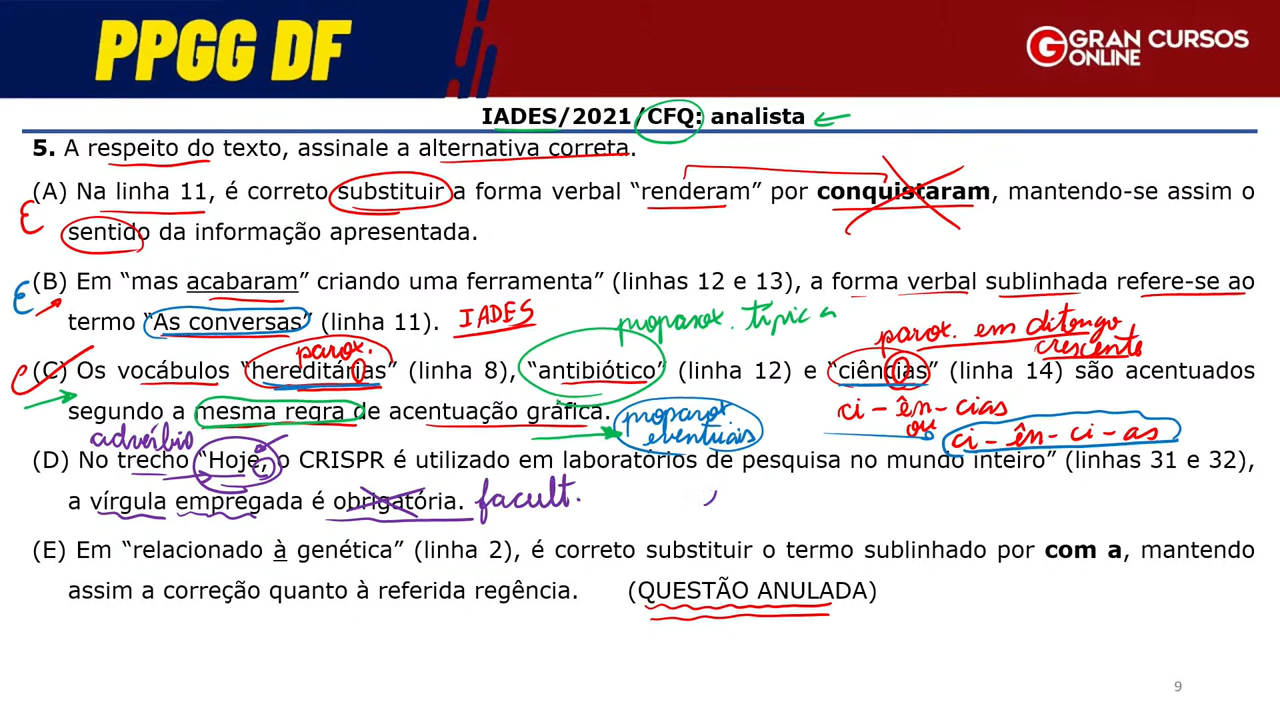 PPGG DF
GRAN CURSOS
ONLINE
IADES/2021/CFQ: analista
5. A respeito do texto, assinale a alternativa correta.
(A) Na linha 11, é correto substituir a forma verbal “renderam” por conquistaram, mantendo-se assim o
E
sentido da informação apresentada.
(B) Em “mas acabaram” criando uma ferramenta” (linhas 12 e 13), a forma verbal sublinhada refere-se ao
E
termo “As conversas” (linha 11). IADES
proparox. típica
parox. em ditongo
crescente
parox.
(C) Os vocábulos “hereditárias” (linha 8), “antibiótico” (linha 12) e “ciências” (linha 14) são acentuados
segundo a mesma regra de acentuação gráfica.
proparox
eventuais
ci - ên - cias
ou
ci - ên - ci - as
advérbio
(D) No trecho “Hoje, o CRISPR é utilizado em laboratórios de pesquisa no mundo inteiro” (linhas 31 e 32),
a vírgula empregada é obrigatória. facult.
(E) Em “relacionado à genética” (linha 2), é correto substituir o termo sublinhado por com a, mantendo
assim a correção quanto à referida regência. (QUESTÃO ANULADA)
9